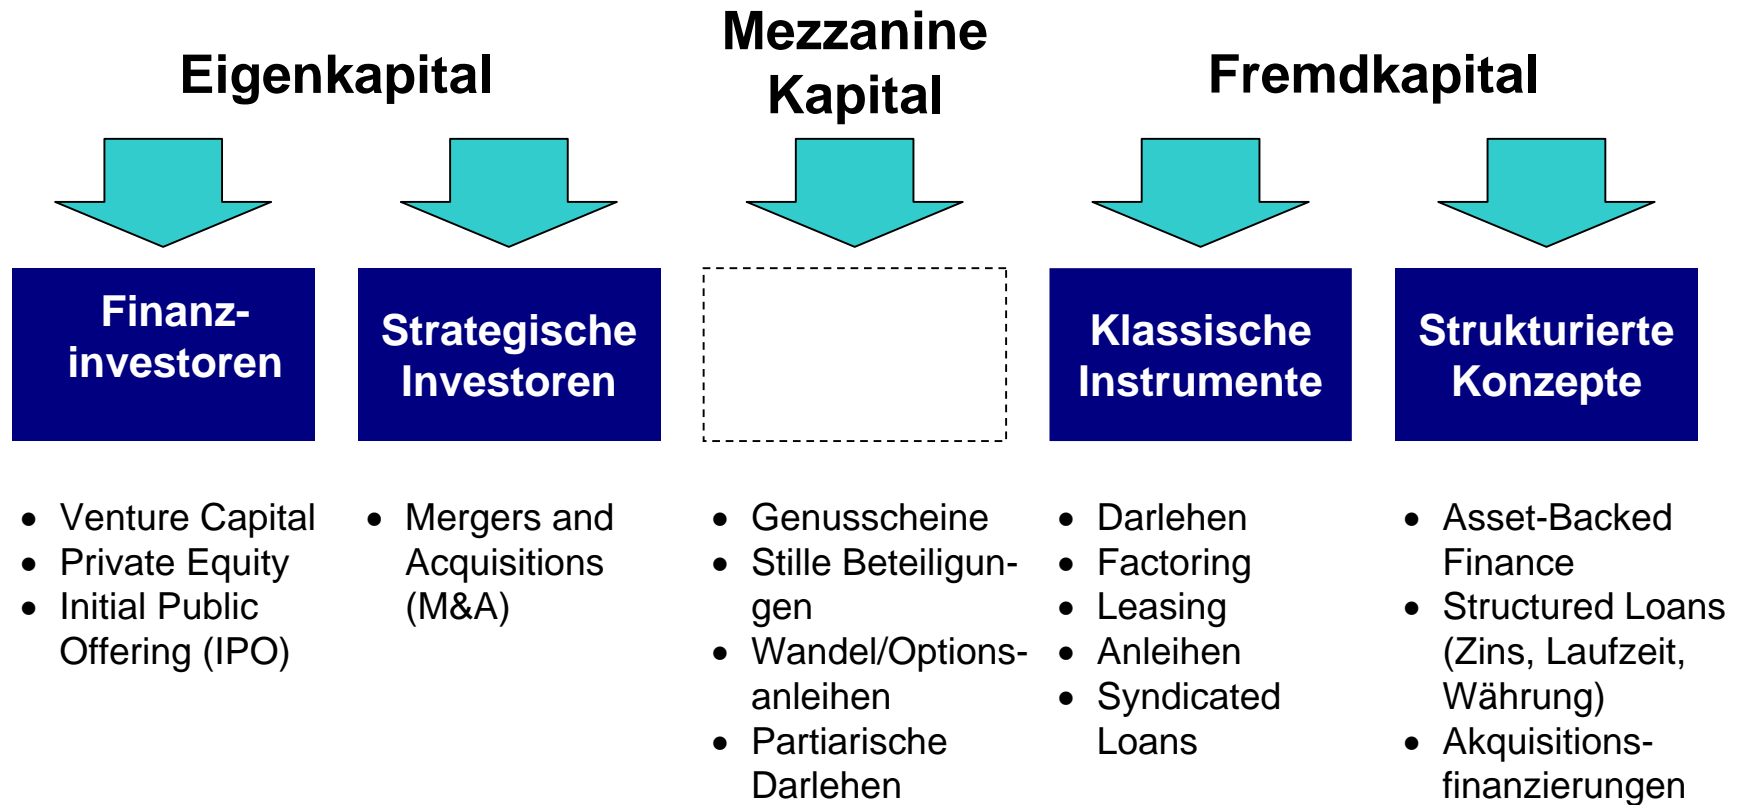 Eigenkapital
Mezzanine
Kapital
Fremdkapital
Finanz-
investoren
Strategische
Investoren
Klassische
Instrumente
Strukturierte
Konzepte
• Venture Capital
• Private Equity
• Initial Public
Offering (IPO)
• Mergers and
Acquisitions
(M&A)
• Genusscheine
• Stille Beteiligun-
gen
• Wandel/Options-
anleihen
• Partiarische
Darlehen
• Darlehen
• Factoring
• Leasing
• Anleihen
• Syndicated
Loans
• Asset-Backed
Finance
• Structured Loans
(Zins, Laufzeit,
Währung)
• Akquisitions-
finanzierungen